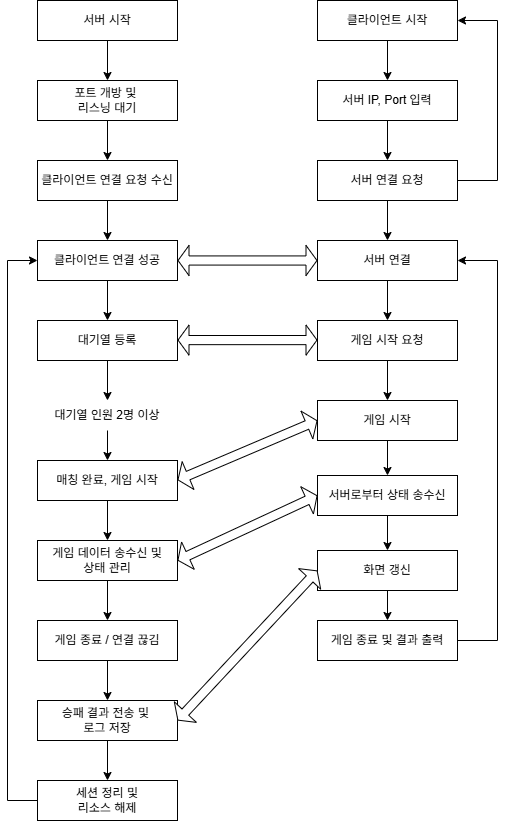 서버 시작
포트 개방 및
리스닝 대기
클라이언트 연결 요청 수신
클라이언트 연결 성공
대기열 등록
대기열 인원 2명 이상
매칭 완료, 게임 시작
게임 데이터 송수신 및
상태 관리
게임 종료 / 연결 끊김
승패 결과 전송 및
로그 저장
세션 정리 및
리소스 해제
클라이언트 시작
서버 IP, Port 입력
서버 연결 요청
서버 연결
게임 시작 요청
게임 시작
서버로부터 상태 송수신
화면 갱신
게임 종료 및 결과 출력